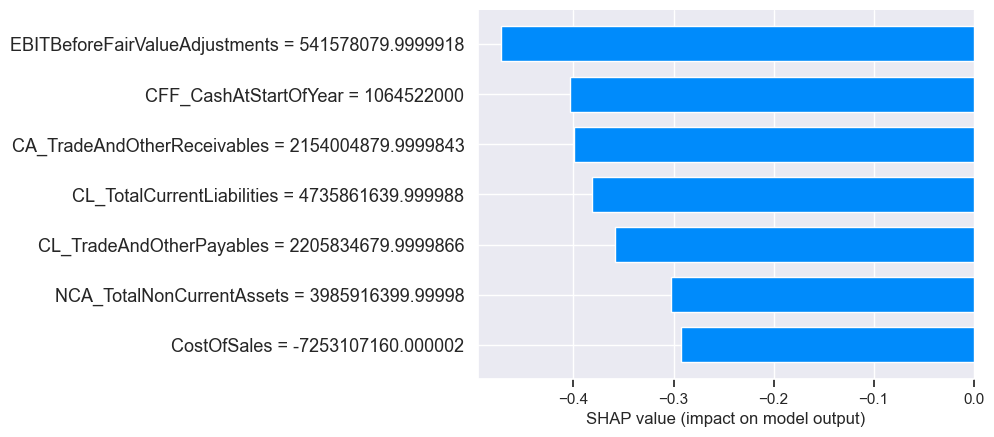 EBITBeforeFairValueAdjustments = 541578079.9999918
CFF_CashAtStartOfYear = 1064522000
CA_TradeAndOtherReceivables = 2154004879.9999843
CL_TotalCurrentLiabilities = 4735861639.999988
CL_TradeAndOtherPayables = 2205834679.9999866
NCA_TotalNonCurrentAssets = 3985916399.99998
CostOfSales = -7253107160.000002
−0.4 −0.3 −0.2 −0.1 0.0
SHAP value (impact on model output)